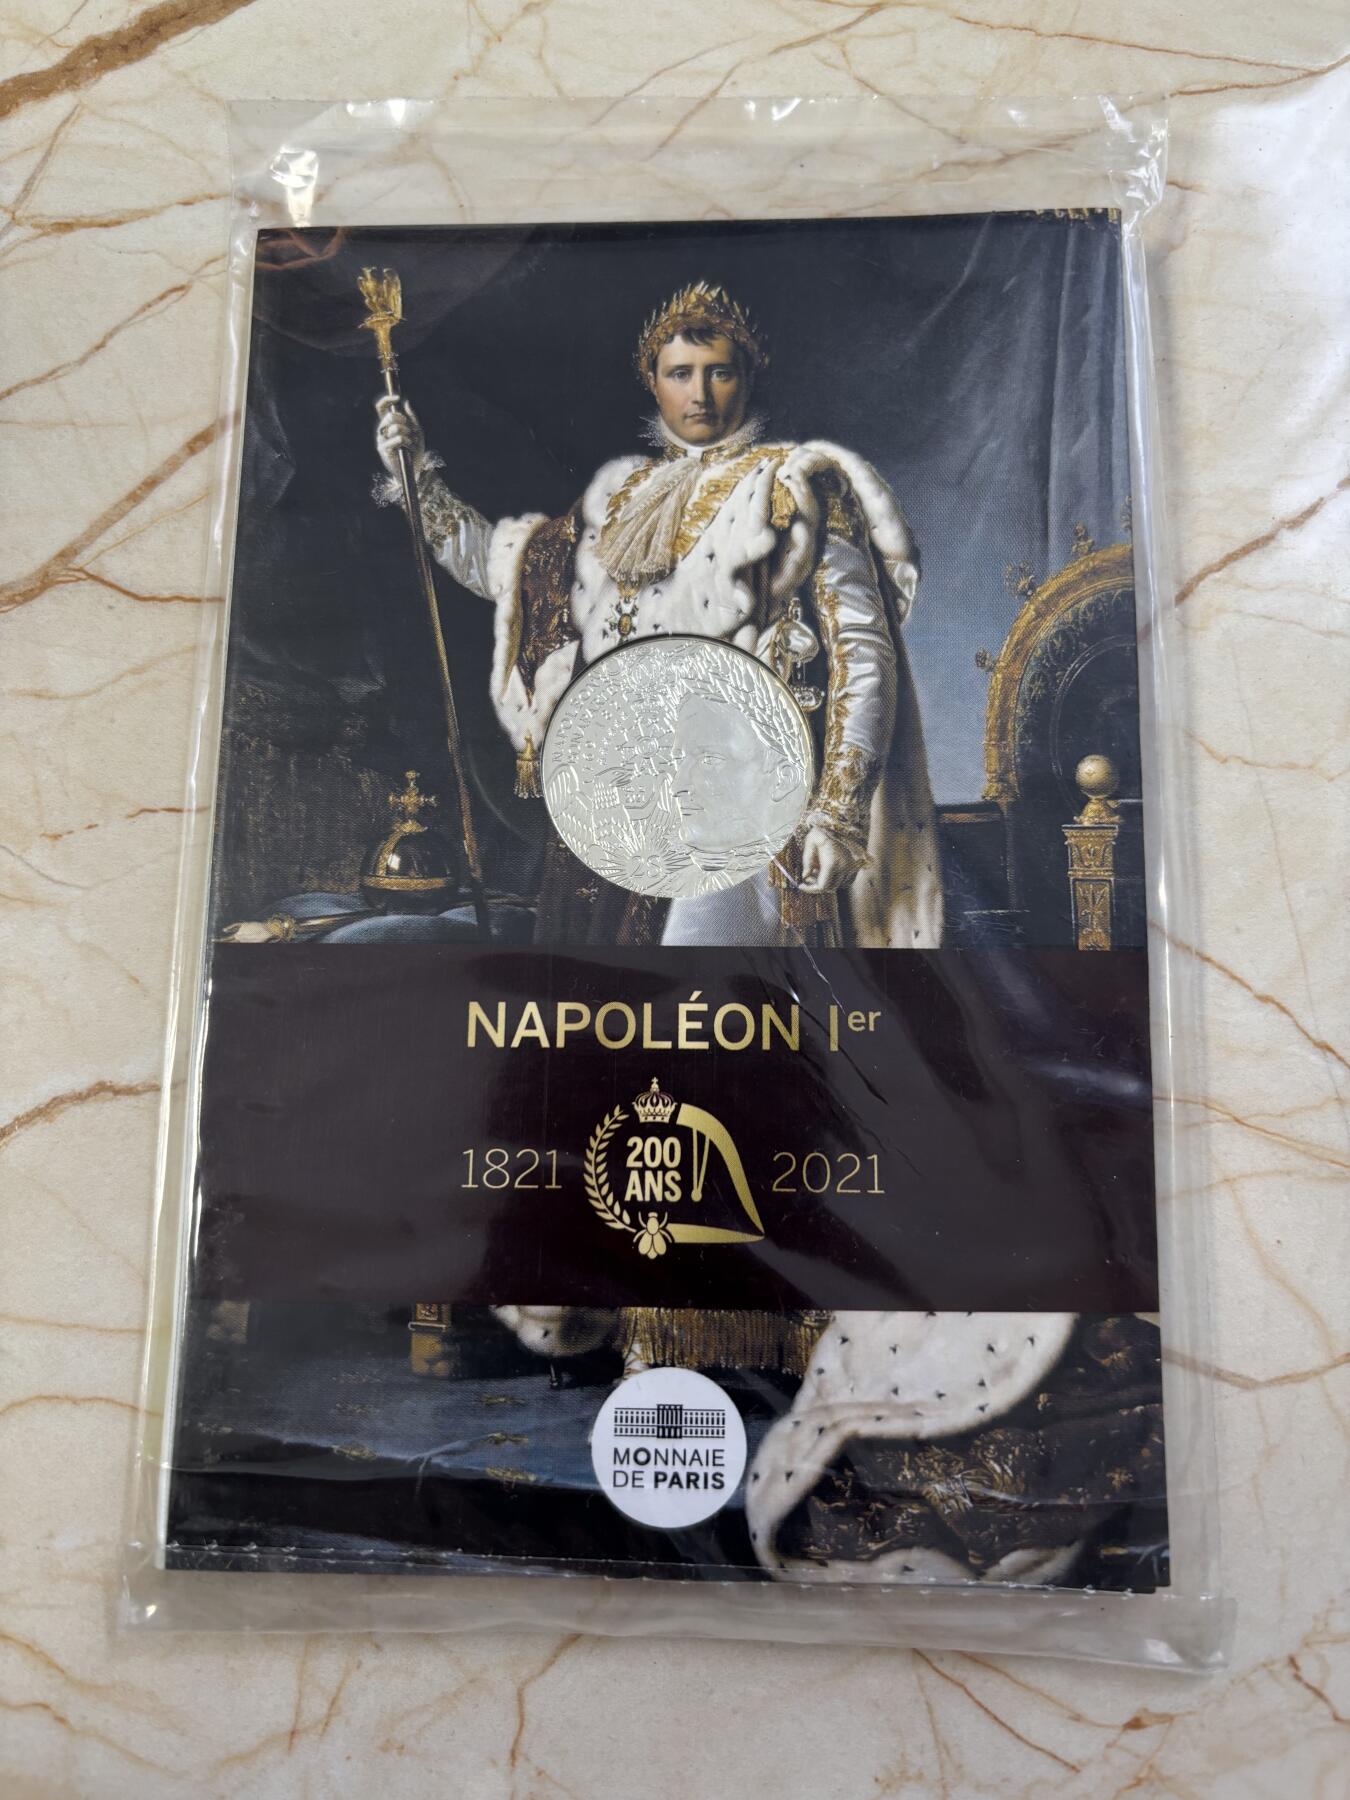 NAPOLÉON Ier
1821
200
ANS
2021
MONNAIE
DE PARIS